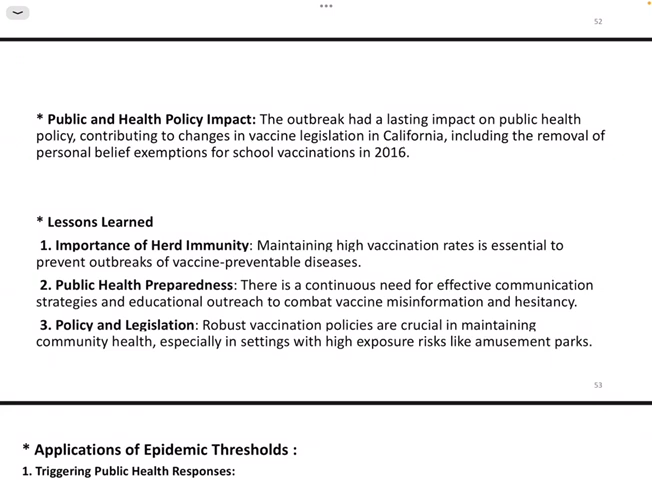 52
* Public and Health Policy Impact: The outbreak had a lasting impact on public health
policy, contributing to changes in vaccine legislation in California, including the removal of
personal belief exemptions for school vaccinations in 2016.
* Lessons Learned
1. Importance of Herd Immunity: Maintaining high vaccination rates is essential to
prevent outbreaks of vaccine-preventable diseases.
2. Public Health Preparedness: There is a continuous need for effective communication
strategies and educational outreach to combat vaccine misinformation and hesitancy.
3. Policy and Legislation: Robust vaccination policies are crucial in maintaining
community health, especially in settings with high exposure risks like amusement parks.
53
* Applications of Epidemic Thresholds :
1. Triggering Public Health Responses: